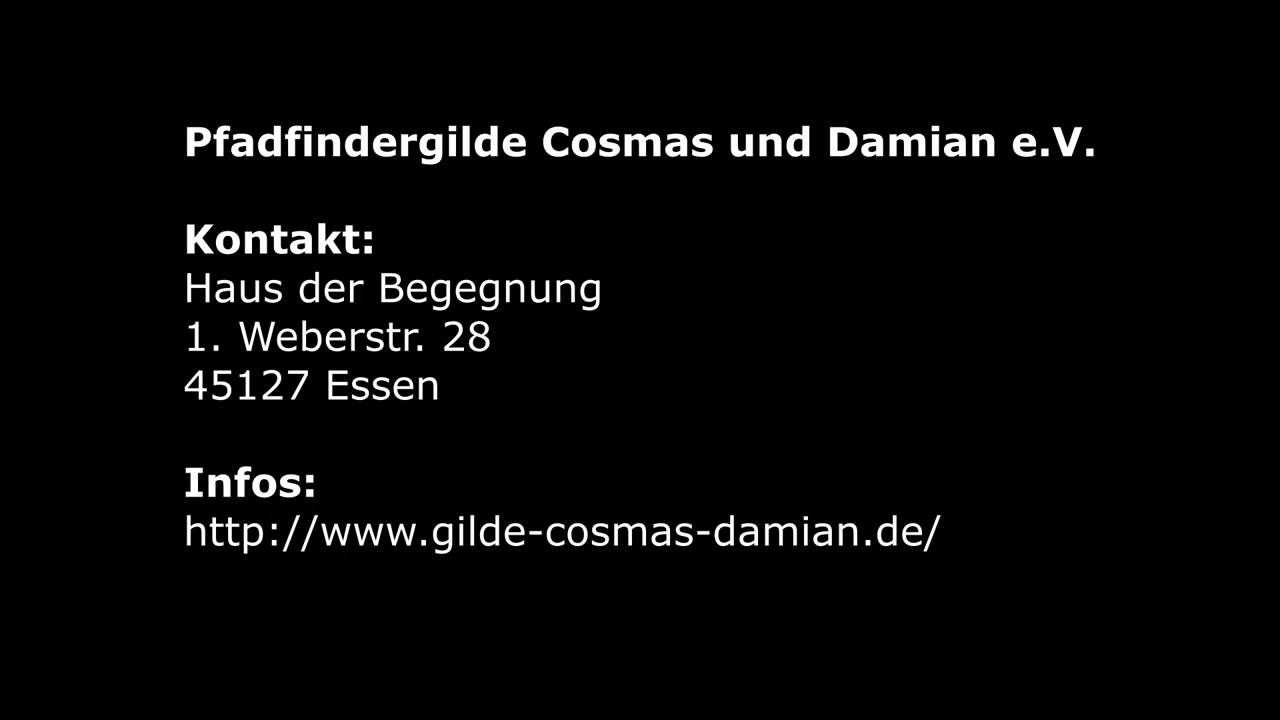 Pfadfindergilde Cosmas und Damian e.V.
Kontakt:
Haus der Begegnung
1. Weberstr. 28
45127 Essen
Infos:
http://www.gilde-cosmas-damian.de/